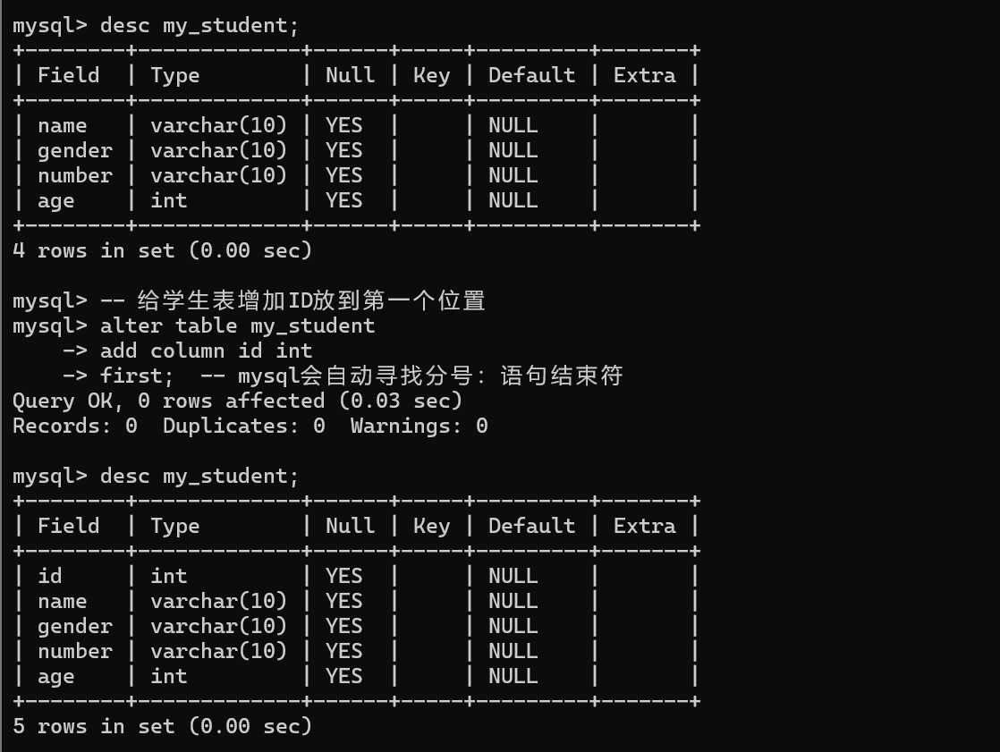 mysql> desc my_student;
+--------+-------------+------+-----+---------+-------+
| Field  | Type        | Null | Key | Default | Extra |
+--------+-------------+------+-----+---------+-------+
| name   | varchar(10) | YES  |     | NULL    |       |
| gender | varchar(10) | YES  |     | NULL    |       |
| number | varchar(10) | YES  |     | NULL    |       |
| age    | int         | YES  |     | NULL    |       |
+--------+-------------+------+-----+---------+-------+
4 rows in set (0.00 sec)

mysql> -- 给学生表增加ID放到第一个位置
mysql> alter table my_student
    -> add column id int
    -> first;  -- mysql会自动寻找分号：语句结束符
Query OK, 0 rows affected (0.03 sec)
Records: 0  Duplicates: 0  Warnings: 0

mysql> desc my_student;
+--------+-------------+------+-----+---------+-------+
| Field  | Type        | Null | Key | Default | Extra |
+--------+-------------+------+-----+---------+-------+
| id     | int         | YES  |     | NULL    |       |
| name   | varchar(10) | YES  |     | NULL    |       |
| gender | varchar(10) | YES  |     | NULL    |       |
| number | varchar(10) | YES  |     | NULL    |       |
| age    | int         | YES  |     | NULL    |       |
+--------+-------------+------+-----+---------+-------+
5 rows in set (0.00 sec)